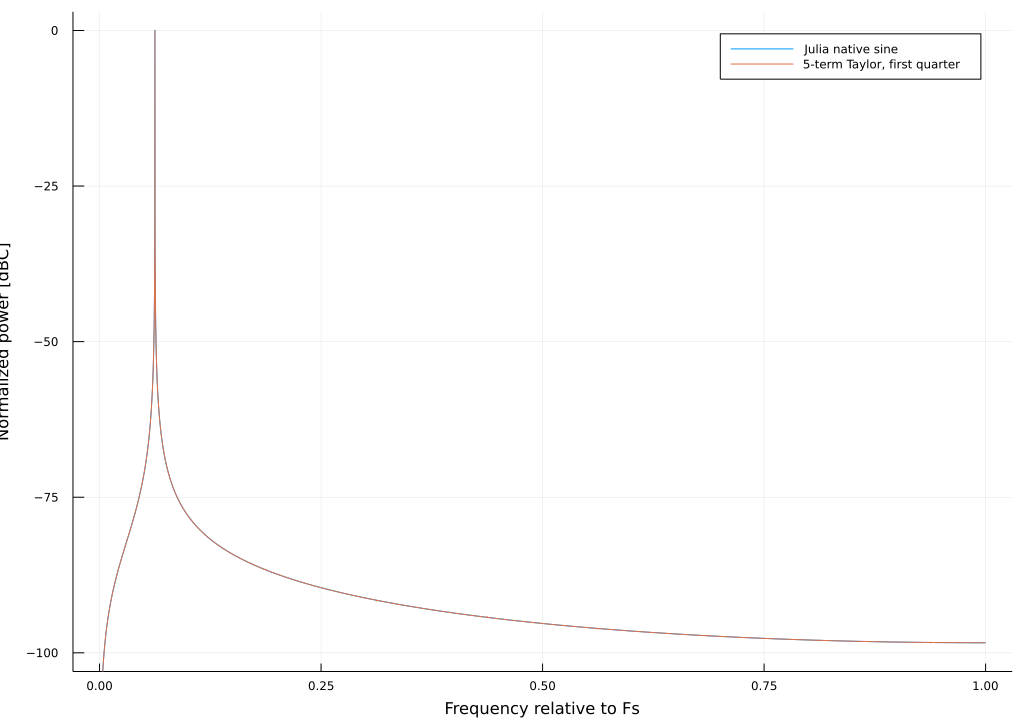 Julia native sine
5-term Taylor, first quarter
0
−25
−50
−75
−100
Normalized power [dBC]
0.00
0.25
0.50
0.75
1.00
Frequency relative to Fs